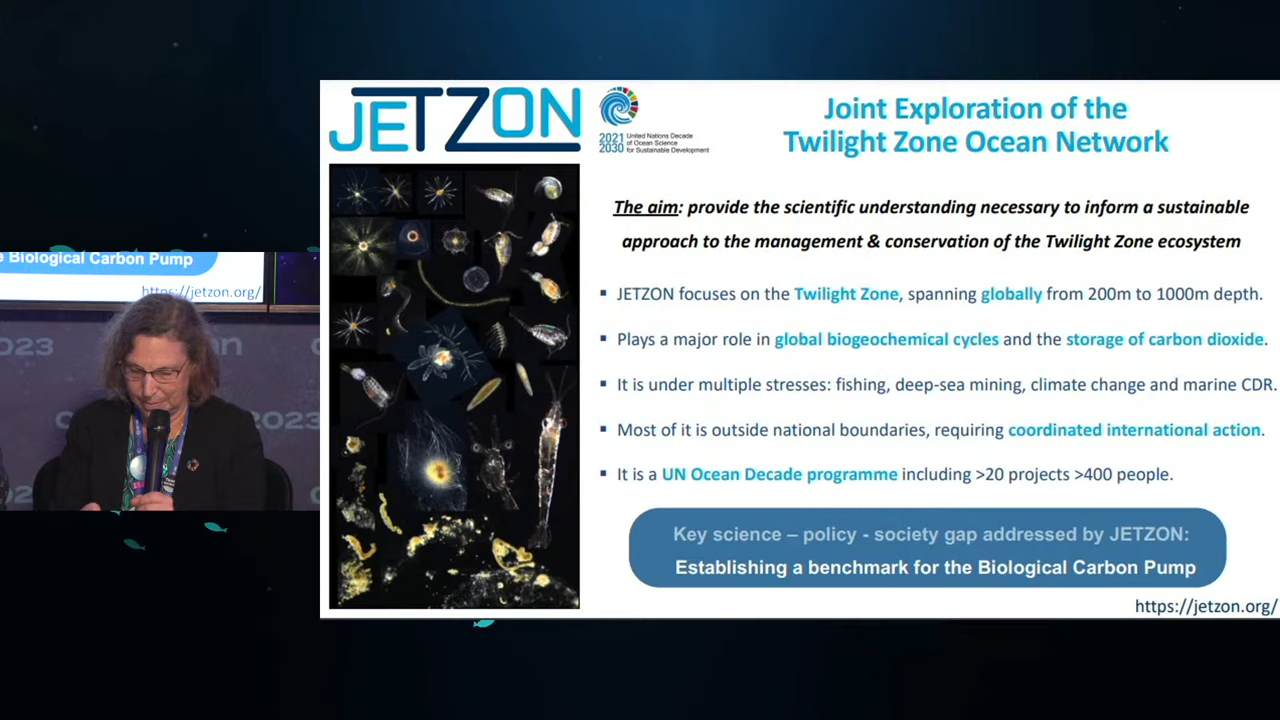 JETZON
2021
2030
United Nations Decade
of Ocean Science
for Sustainable Development
Joint Exploration of the
Twilight Zone Ocean Network
The aim: provide the scientific understanding necessary to inform a sustainable
approach to the management & conservation of the Twilight Zone ecosystem
▪ JETZON focuses on the Twilight Zone, spanning globally from 200m to 1000m depth.
▪ Plays a major role in global biogeochemical cycles and the storage of carbon dioxide.
▪ It is under multiple stresses: fishing, deep-sea mining, climate change and marine CDR.
▪ Most of it is outside national boundaries, requiring coordinated international action.
▪ It is a UN Ocean Decade programme including >20 projects >400 people.
Key science – policy - society gap addressed by JETZON:
Establishing a benchmark for the Biological Carbon Pump
https://jetzon.org/
Biological Carbon Pump
https://jetzon.org/
2023